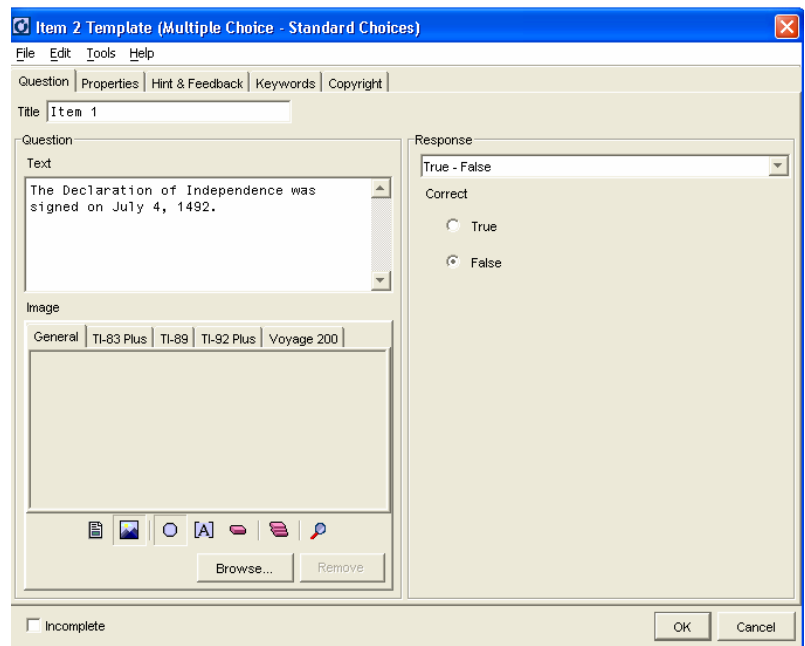 Item 2 Template (Multiple Choice - Standard Choices)
File Edit Tools Help
Question Properties Hint & Feedback Keywords Copyright
Title Item 1
Question
Text
The Declaration of Independence was
signed on July 4, 1492.
Image
General TI-83 Plus TI-89 TI-92 Plus Voyage 200
[A]
Browse... Remove
Response
True - False
Correct
True
False
Incomplete
OK Cancel